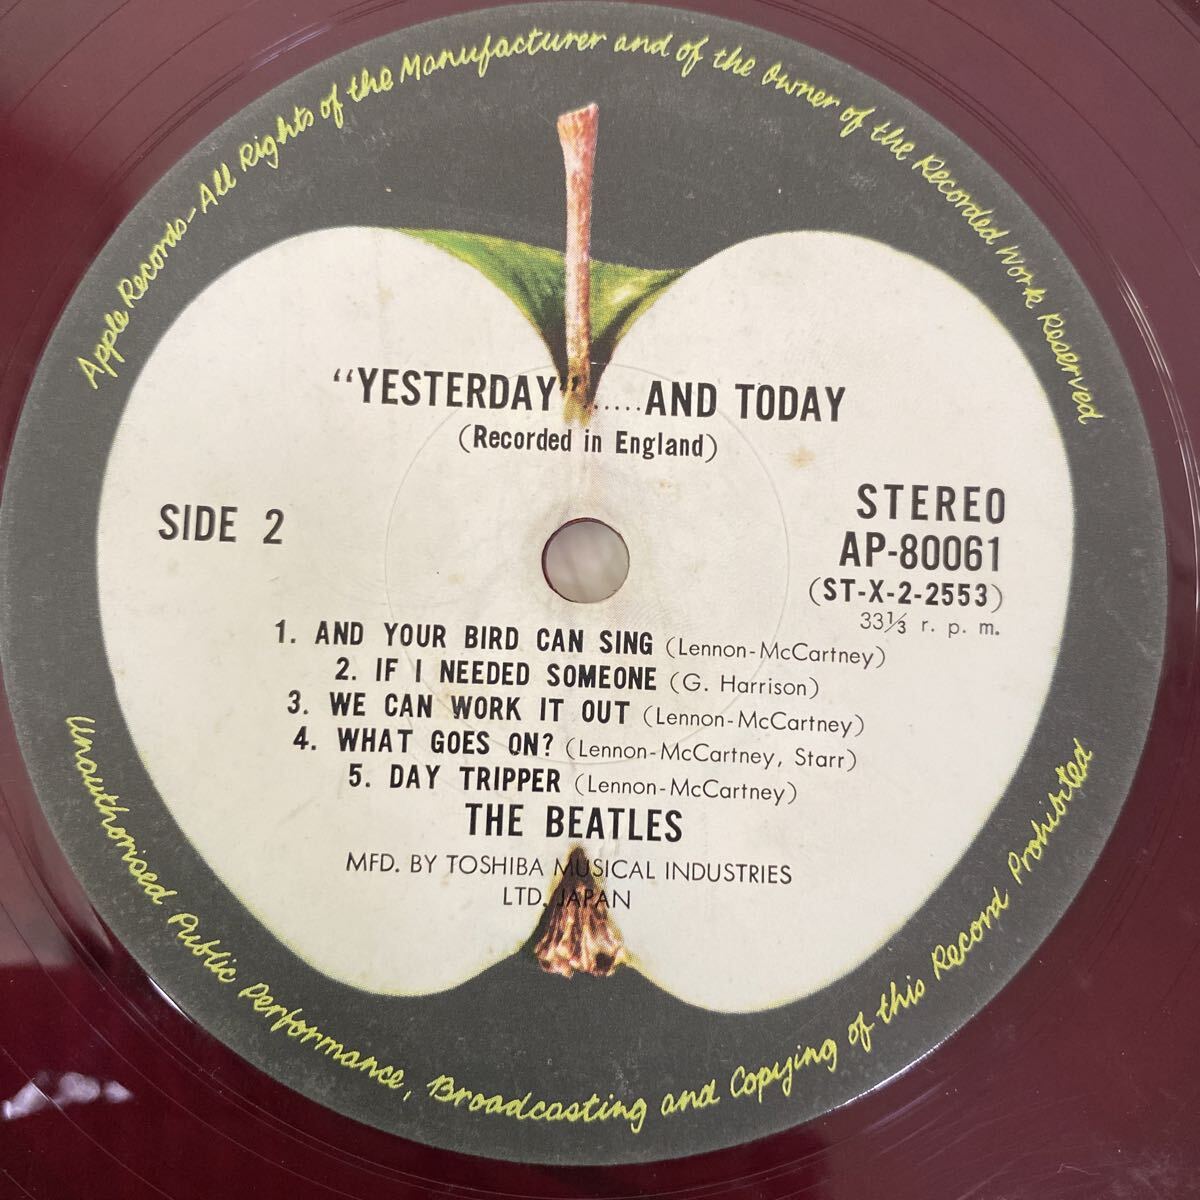 Apple Records-All Rights of the Manufacturer and of the Owner of the Recorded Work Reserved
"YESTERDAY"......AND TODAY
(Recorded in England)
SIDE 2
STEREO
AP-80061
(ST-X-2-2553)
33⅓ r. p. m.
1. AND YOUR BIRD CAN SING (Lennon-McCartney)
2. IF I NEEDED SOMEONE (G. Harrison)
3. WE CAN WORK IT OUT (Lennon-McCartney)
4. WHAT GOES ON? (Lennon-McCartney, Starr)
5. DAY TRIPPER (Lennon-McCartney)
THE BEATLES
MFD. BY TOSHIBA MUSICAL INDUSTRIES
LTD. JAPAN
Unauthorised Public Performance, Broadcasting and Copying of this Record Prohibited